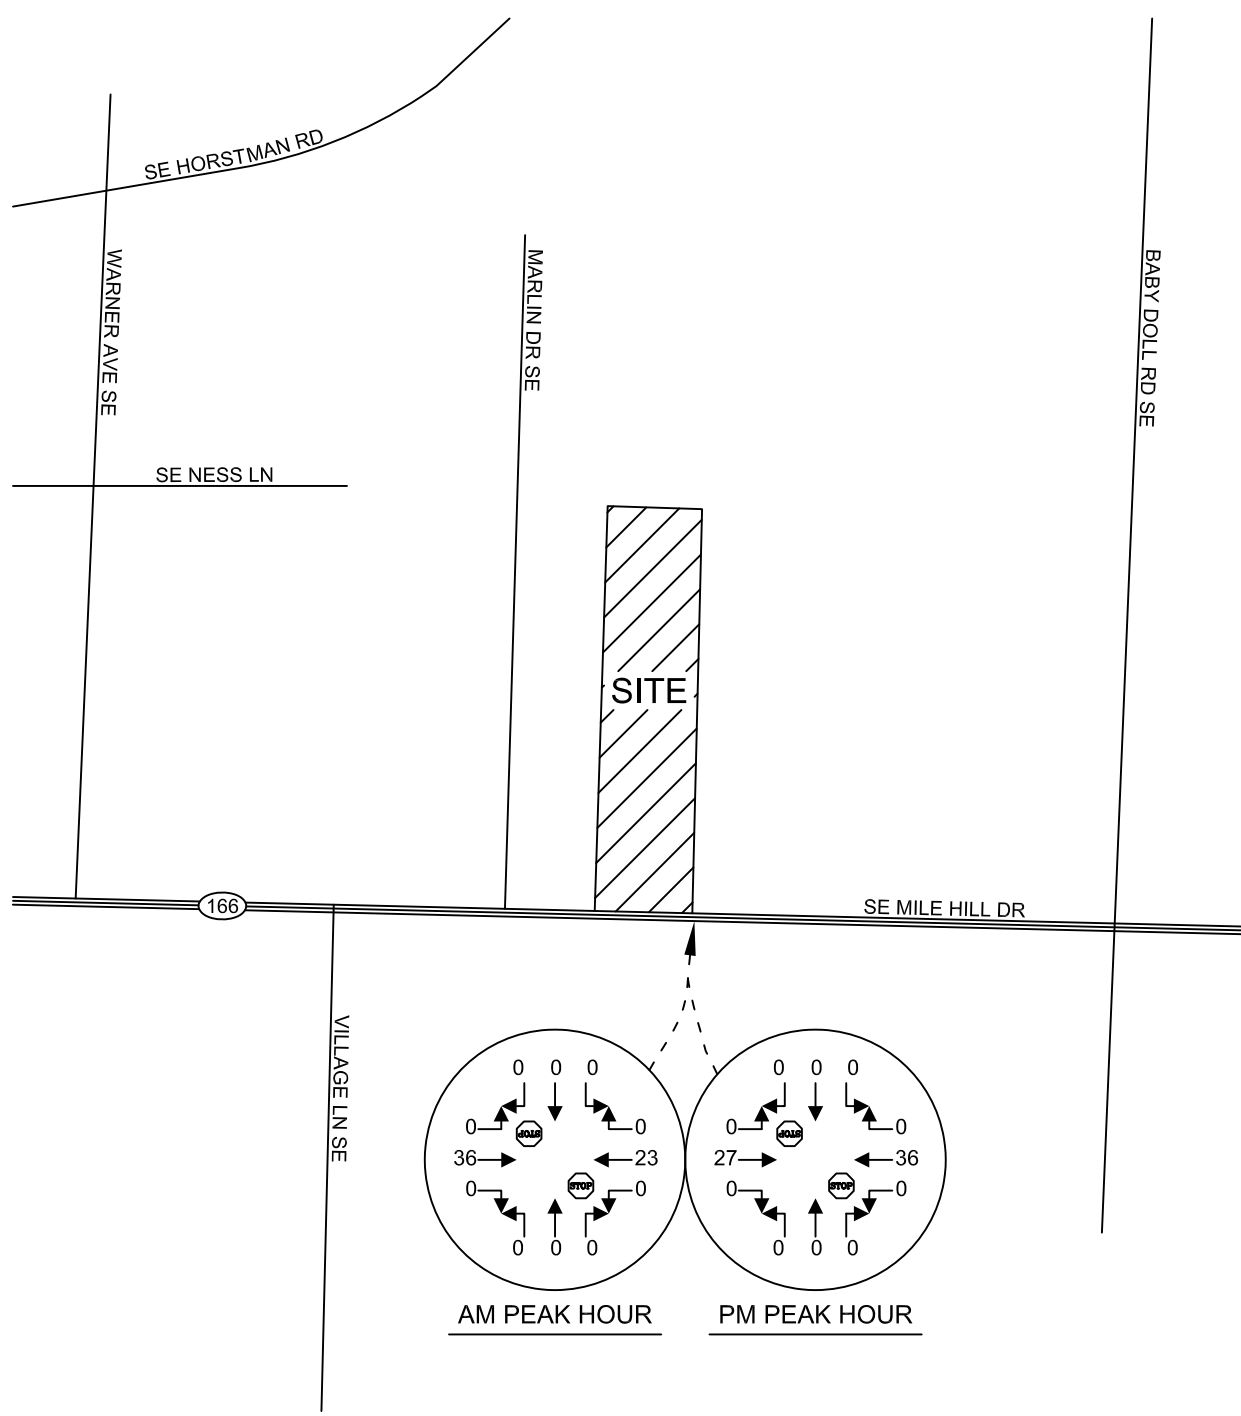 SE HORSTMAN RD
WARNER AVE SE
MARLIN DR SE
BABY DOLL RD SE
SE NESS LN
SITE
166
SE MILE HILL DR
VILLAGE LN SE
0 0 0
0 0
STOP
36 23
0 0
STOP
0 0 0
AM PEAK HOUR
0 0 0
0 0
STOP
27 36
0 0
STOP
0 0 0
PM PEAK HOUR